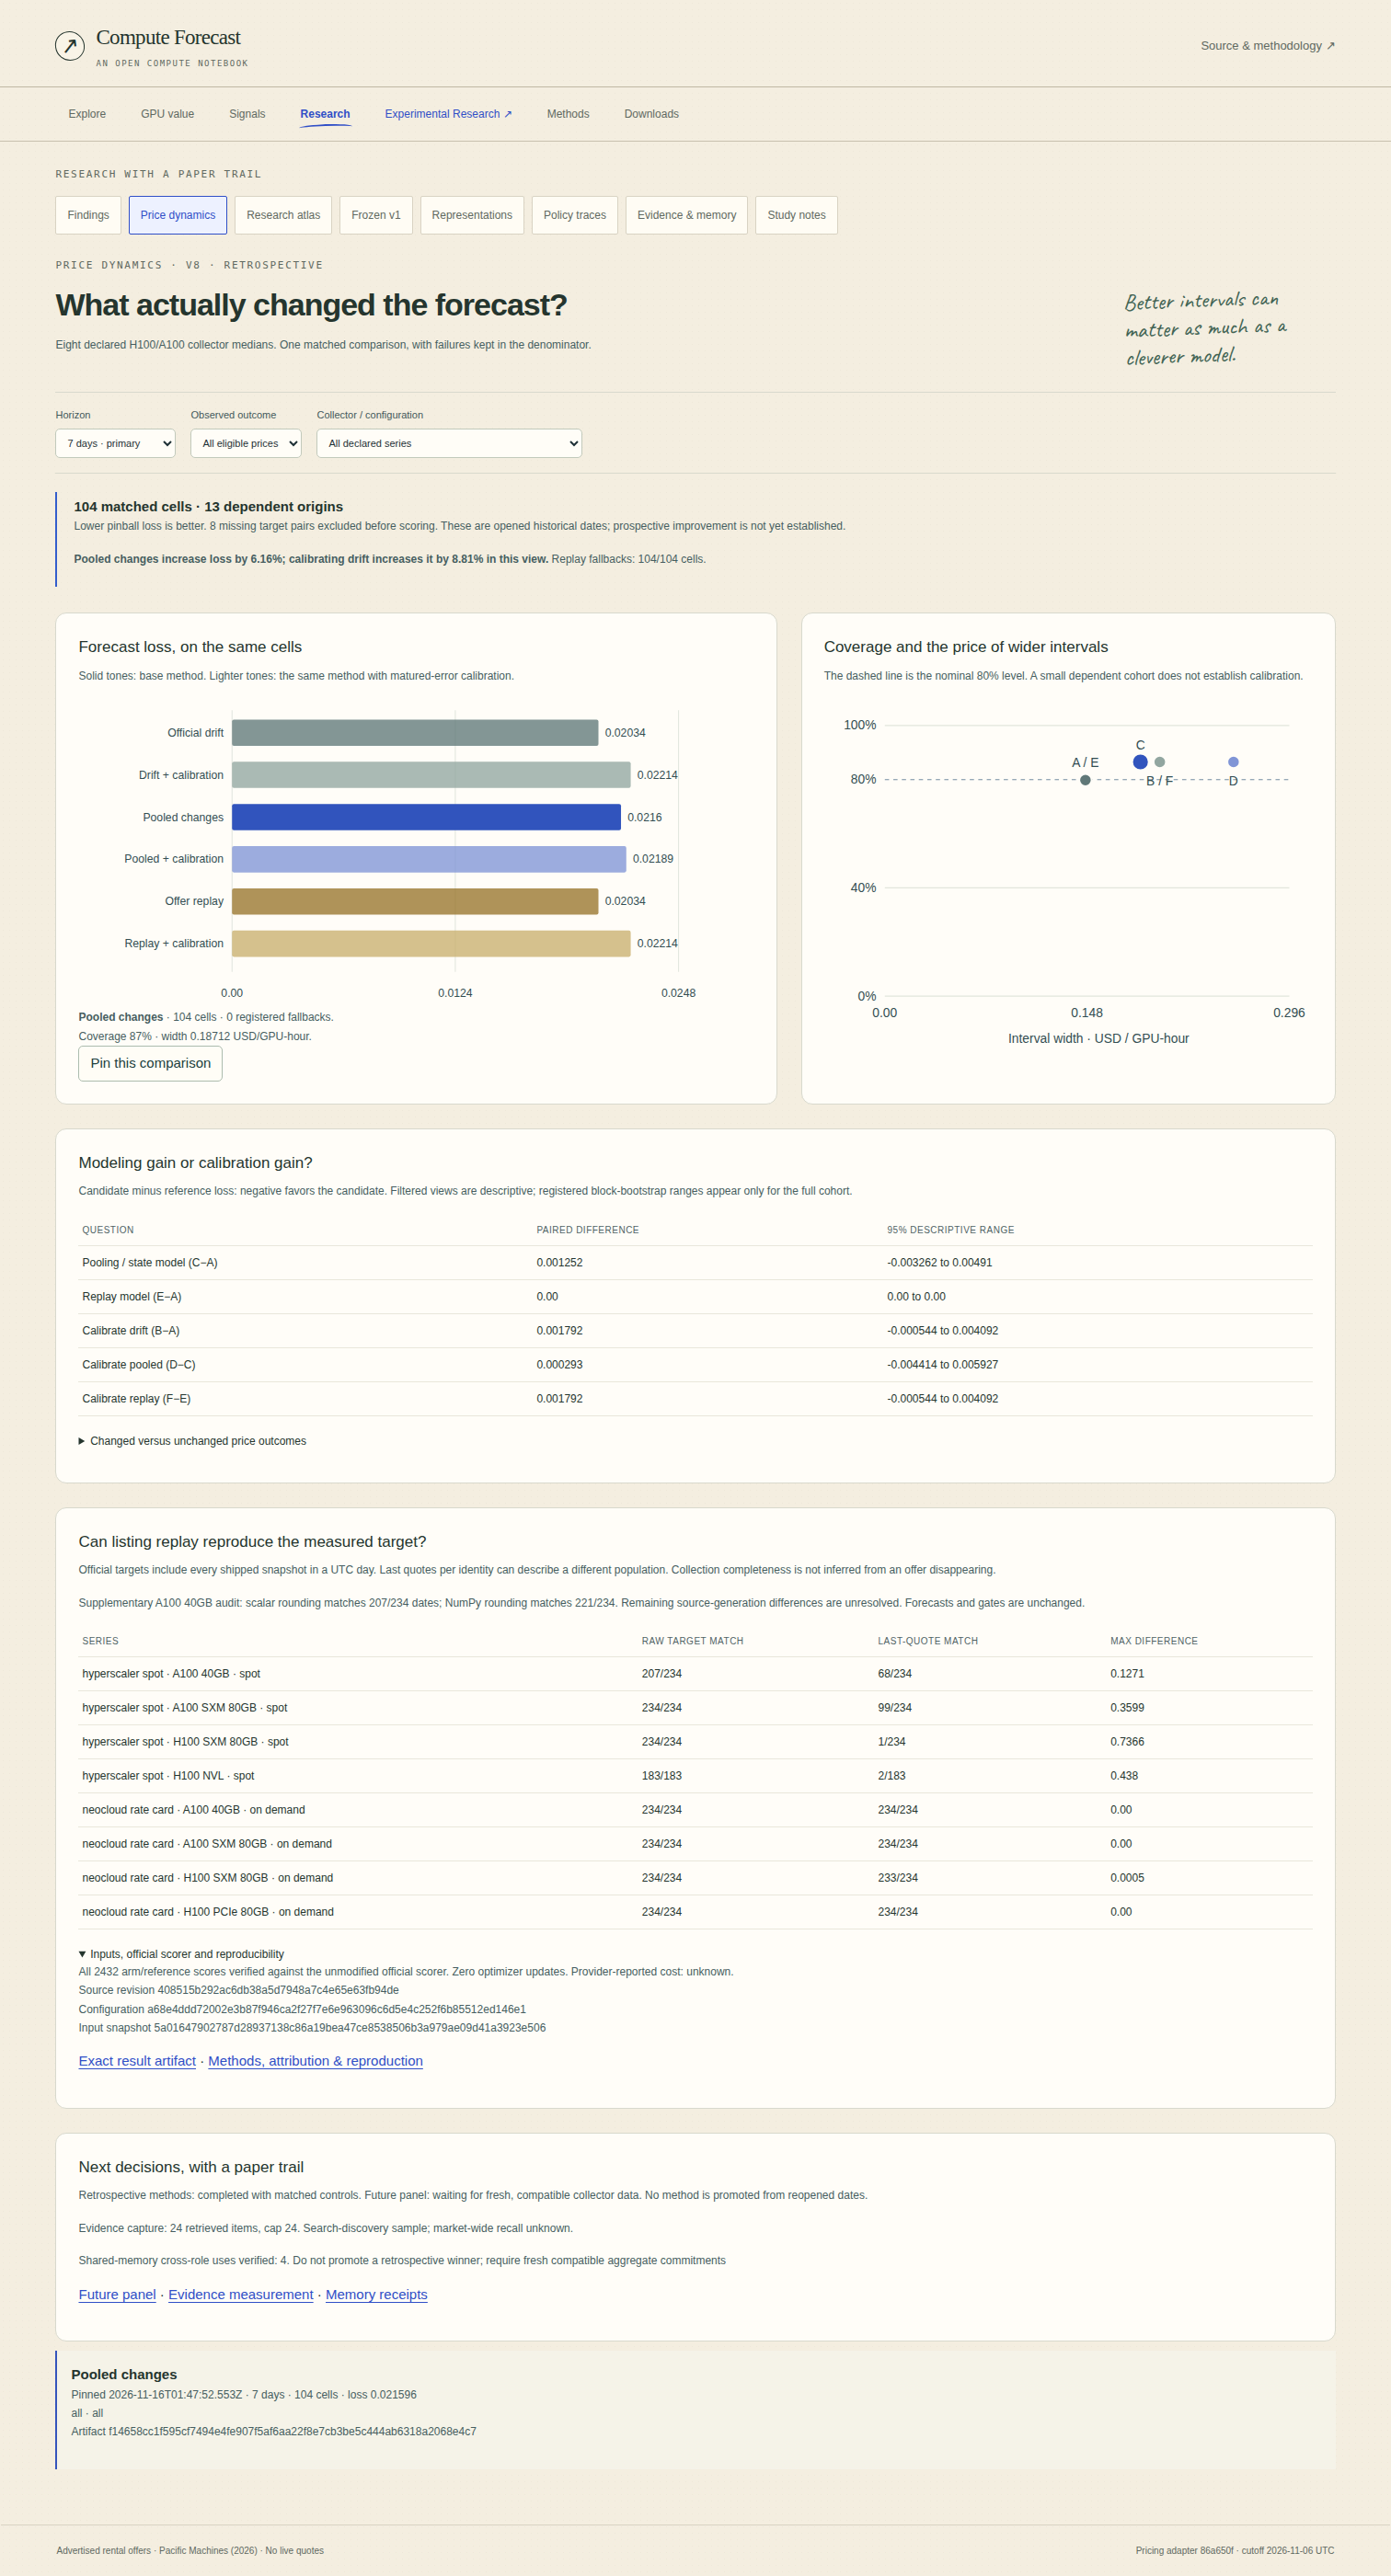 Compute Forecast
AN OPEN COMPUTE NOTEBOOK
Source & methodology ↗
Explore GPU value Signals Research Experimental Research ↗ Methods Downloads
RESEARCH WITH A PAPER TRAIL
Findings Price dynamics Research atlas Frozen v1 Representations Policy traces Evidence & memory Study notes
PRICE DYNAMICS · V8 · RETROSPECTIVE
What actually changed the forecast?
Eight declared H100/A100 collector medians. One matched comparison, with failures kept in the denominator.
Better intervals can
matter as much as a
cleverer model.
Horizon Observed outcome Collector / configuration
7 days · primary All eligible prices All declared series
104 matched cells · 13 dependent origins
Lower pinball loss is better. 8 missing target pairs excluded before scoring. These are opened historical dates; prospective improvement is not yet established.
Pooled changes increase loss by 6.16%; calibrating drift increases it by 8.81% in this view. Replay fallbacks: 104/104 cells.
Forecast loss, on the same cells
Solid tones: base method. Lighter tones: the same method with matured-error calibration.
Official drift 0.02034
Drift + calibration 0.02214
Pooled changes 0.0216
Pooled + calibration 0.02189
Offer replay 0.02034
Replay + calibration 0.02214
0.00 0.0124 0.0248
Pooled changes · 104 cells · 0 registered fallbacks.
Coverage 87% · width 0.18712 USD/GPU-hour.
Pin this comparison
Coverage and the price of wider intervals
The dashed line is the nominal 80% level. A small dependent cohort does not establish calibration.
100%
C
A / E
80% B / F D
40%
0%
0.00 0.148 0.296
Interval width · USD / GPU-hour
Modeling gain or calibration gain?
Candidate minus reference loss: negative favors the candidate. Filtered views are descriptive; registered block-bootstrap ranges appear only for the full cohort.
QUESTION PAIRED DIFFERENCE 95% DESCRIPTIVE RANGE
Pooling / state model (C−A) 0.001252 -0.003262 to 0.00491
Replay model (E−A) 0.00 0.00 to 0.00
Calibrate drift (B−A) 0.001792 -0.000544 to 0.004092
Calibrate pooled (D−C) 0.000293 -0.004414 to 0.005927
Calibrate replay (F−E) 0.001792 -0.000544 to 0.004092
Changed versus unchanged price outcomes
Can listing replay reproduce the measured target?
Official targets include every shipped snapshot in a UTC day. Last quotes per identity can describe a different population. Collection completeness is not inferred from an offer disappearing.
Supplementary A100 40GB audit: scalar rounding matches 207/234 dates; NumPy rounding matches 221/234. Remaining source-generation differences are unresolved. Forecasts and gates are unchanged.
SERIES RAW TARGET MATCH LAST-QUOTE MATCH MAX DIFFERENCE
hyperscaler spot · A100 40GB · spot 207/234 68/234 0.1271
hyperscaler spot · A100 SXM 80GB · spot 234/234 99/234 0.3599
hyperscaler spot · H100 SXM 80GB · spot 234/234 1/234 0.7366
hyperscaler spot · H100 NVL · spot 183/183 2/183 0.438
neocloud rate card · A100 40GB · on demand 234/234 234/234 0.00
neocloud rate card · A100 SXM 80GB · on demand 234/234 234/234 0.00
neocloud rate card · H100 SXM 80GB · on demand 234/234 233/234 0.0005
neocloud rate card · H100 PCIe 80GB · on demand 234/234 234/234 0.00
Inputs, official scorer and reproducibility
All 2432 arm/reference scores verified against the unmodified official scorer. Zero optimizer updates. Provider-reported cost: unknown.
Source revision 408515b292ac6db38a5d7948a7c4e65e63fb94de
Configuration a68e4ddd72002e3b87f946ca2f27f7e6e963096c6d5e4c252f6b85512ed146e1
Input snapshot 5a01647902787d28937138c86a19bea47ce8538506b3a979ae09d41a3923e506
Exact result artifact · Methods, attribution & reproduction
Next decisions, with a paper trail
Retrospective methods: completed with matched controls. Future panel: waiting for fresh, compatible collector data. No method is promoted from reopened dates.
Evidence capture: 24 retrieved items, cap 24. Search-discovery sample; market-wide recall unknown.
Shared-memory cross-role uses verified: 4. Do not promote a retrospective winner; require fresh compatible aggregate commitments
Future panel · Evidence measurement · Memory receipts
Pooled changes
Pinned 2026-11-16T01:47:52.553Z · 7 days · 104 cells · loss 0.021596
all · all
Artifact f14658cc1f595cf7494e4fe907f5af6aa22f8e7cb3be5c444ab6318a2068e4c7
Advertised rental offers · Pacific Machines (2026) · No live quotes
Pricing adapter 86a650f · cutoff 2026-11-06 UTC